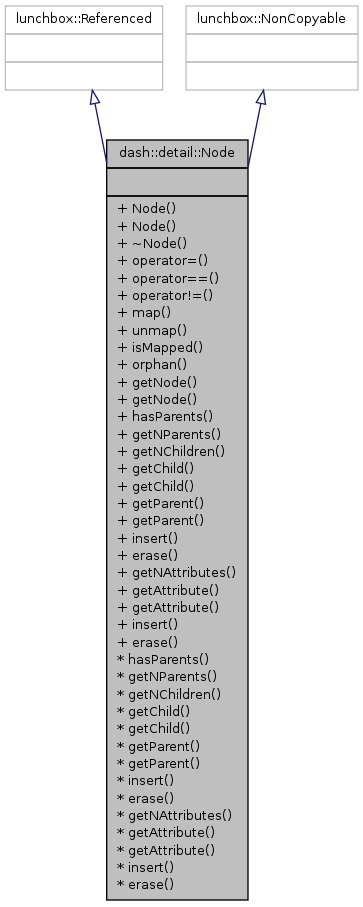 lunchbox::Referenced
lunchbox::NonCopyable
dash::detail::Node
+ Node()
+ Node()
+ ~Node()
+ operator=()
+ operator==()
+ operator!=()
+ map()
+ unmap()
+ isMapped()
+ orphan()
+ getNode()
+ getNode()
+ hasParents()
+ getNParents()
+ getNChildren()
+ getChild()
+ getChild()
+ getParent()
+ getParent()
+ insert()
+ erase()
+ getNAttributes()
+ getAttribute()
+ getAttribute()
+ insert()
+ erase()
* hasParents()
* getNParents()
* getNChildren()
* getChild()
* getChild()
* getParent()
* getParent()
* insert()
* erase()
* getNAttributes()
* getAttribute()
* getAttribute()
* insert()
* erase()